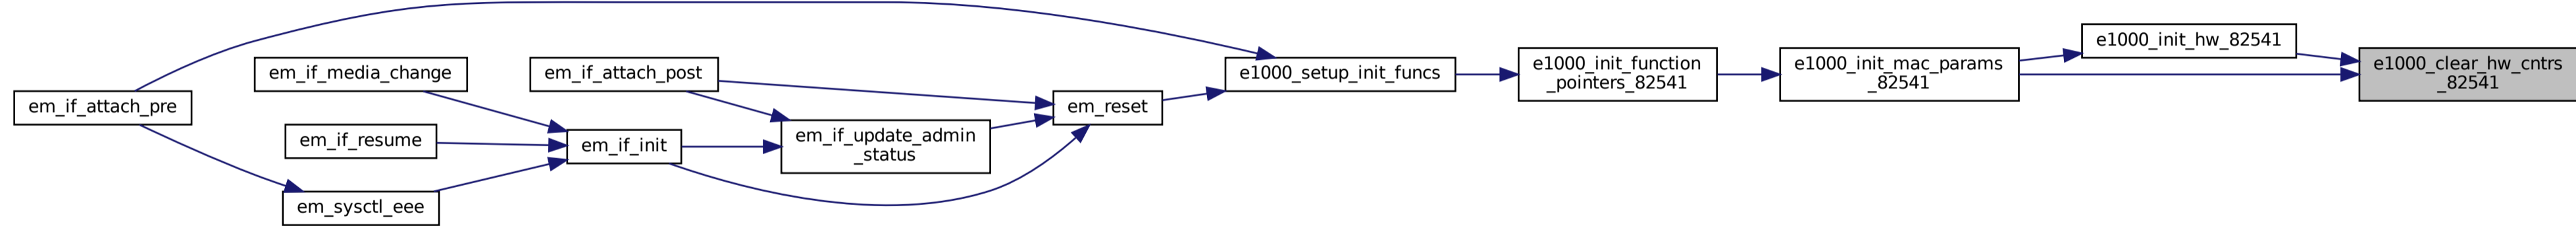 em_if_attach_pre
em_if_media_change
em_if_resume
em_sysctl_eee
em_if_attach_post
em_if_init
em_if_update_admin
_status
em_reset
e1000_setup_init_funcs
e1000_init_function
_pointers_82541
e1000_init_mac_params
_82541
e1000_init_hw_82541
e1000_clear_hw_cntrs
_82541